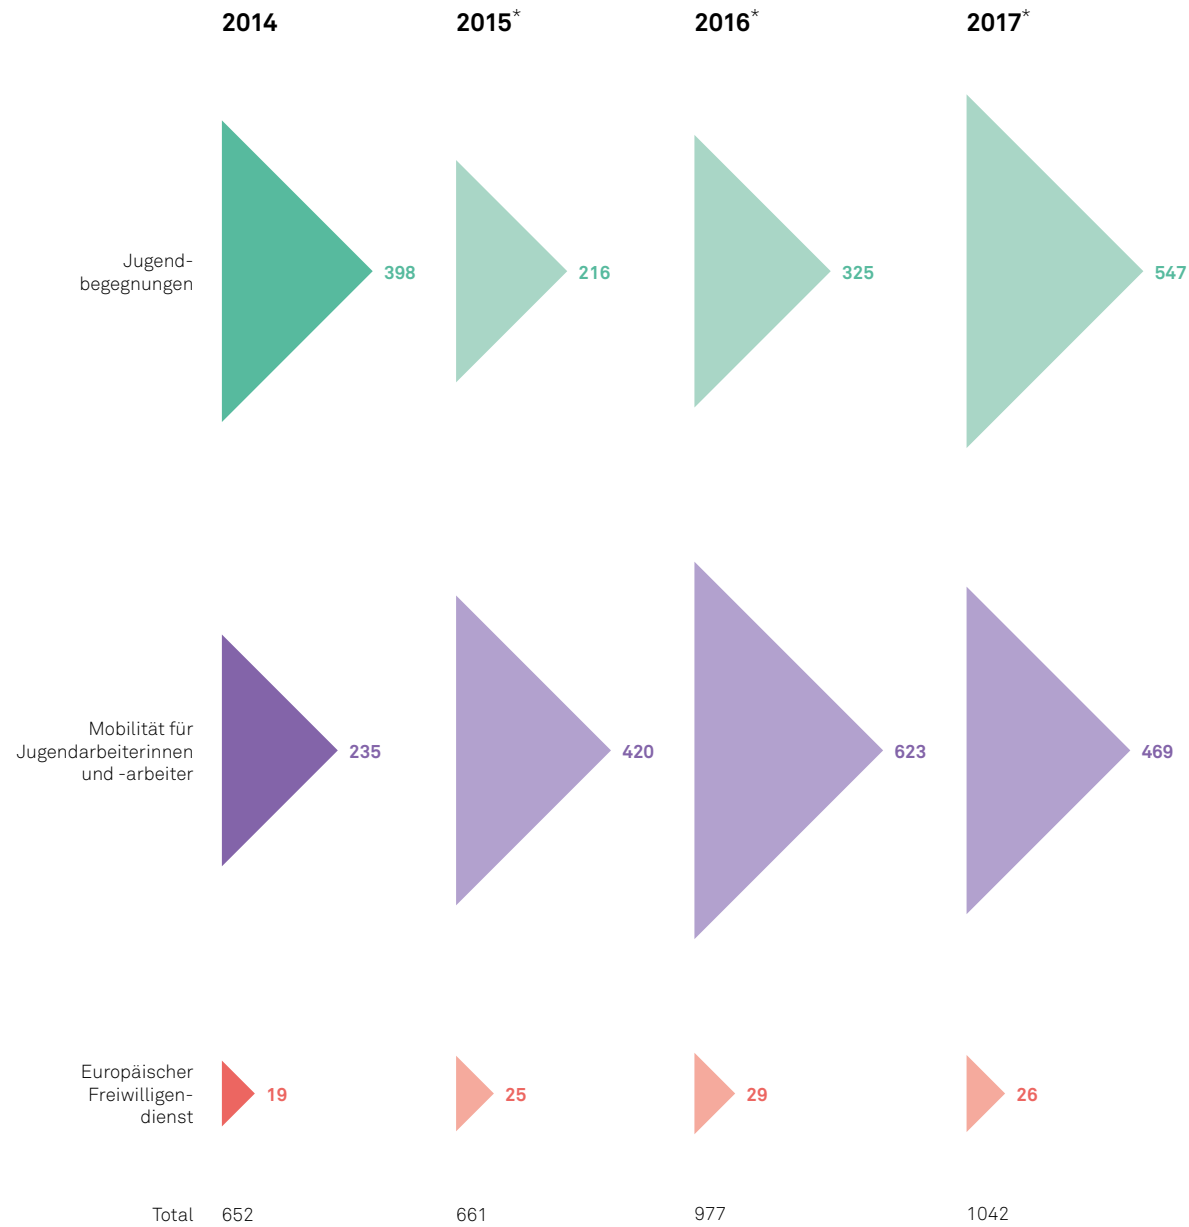 2014 2015* 2016* 2017*
Jugend-
begegnungen
398 216 325 547
Mobilität für
Jugendarbeiterinnen
und -arbeiter
235 420 623 469
Europäischer
Freiwilligen-
dienst
19 25 29 26
Total 652 661 977 1042